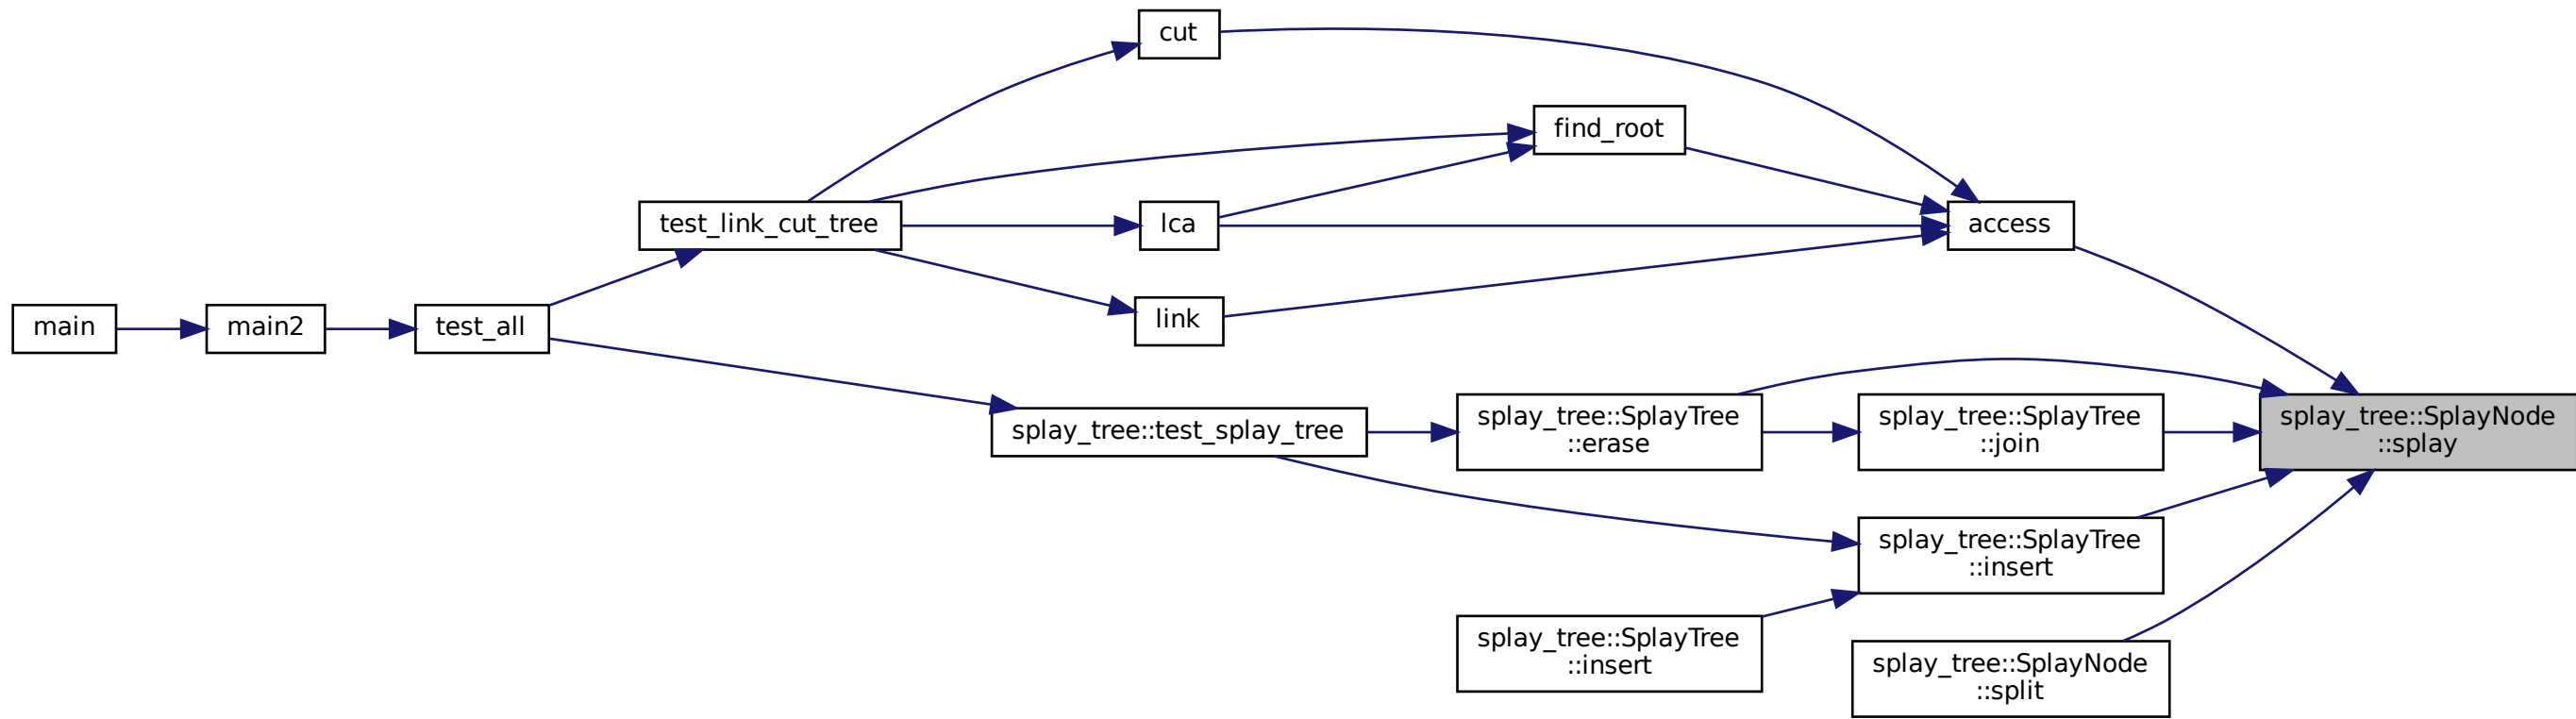 cut
find_root
test_link_cut_tree
lca
access
main
main2
test_all
link
splay_tree::test_splay_tree
splay_tree::SplayTree
::erase
splay_tree::SplayTree
::join
splay_tree::SplayNode
::splay
splay_tree::SplayTree
::insert
splay_tree::SplayTree
::insert
splay_tree::SplayNode
::split